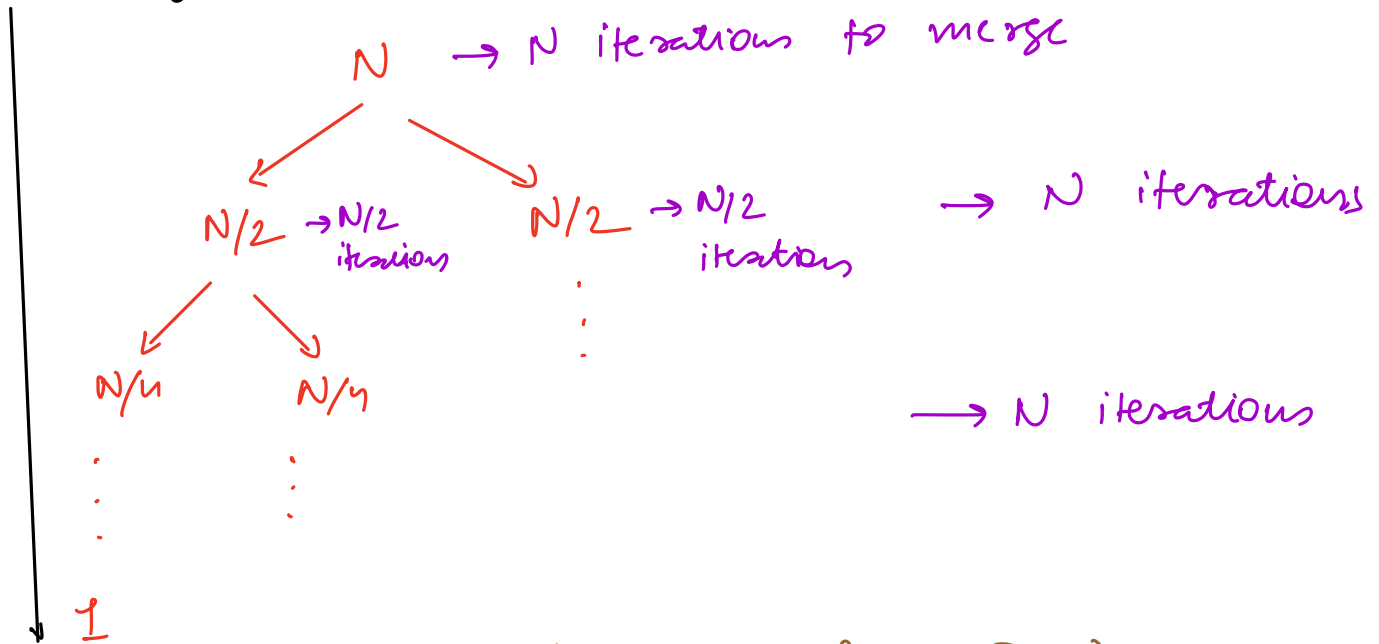 N → N iterations to merge
N/2 → N/2 iterations N/2 → N/2 iterations → N iterations
N/4 N/4 → N iterations
1